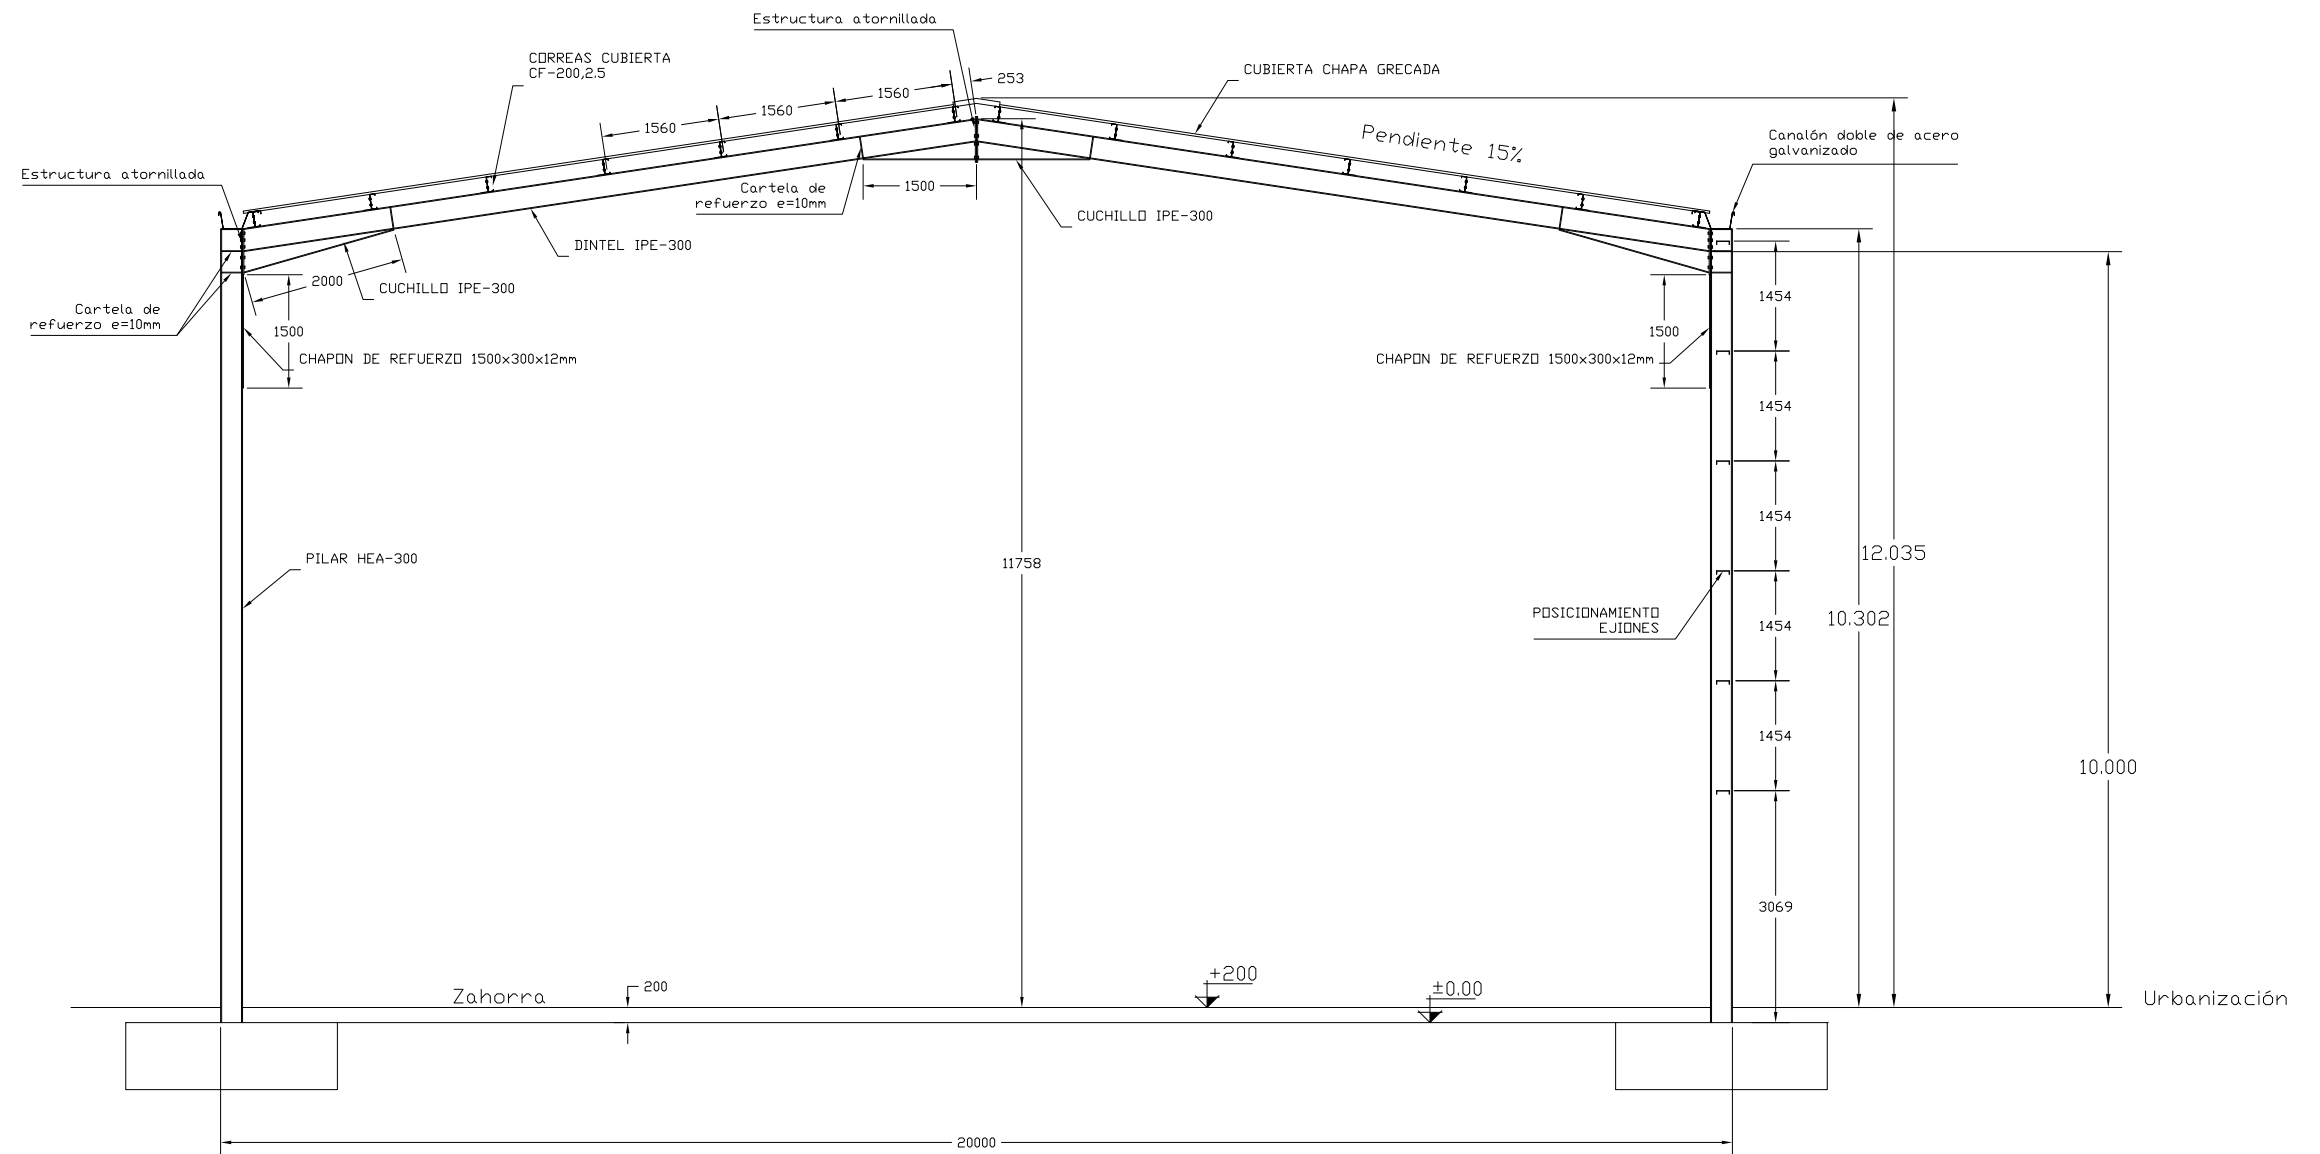 Estructura atornillada
CORREAS CUBIERTA
CF-200,2.5
253
CUBIERTA CHAPA GRECADA
1560
1560
1560
Pendiente 15%
Canalón doble de acero
galvanizado
Estructura atornillada
Cartela de
refuerzo e=10mm
1500
CUCHILLO IPE-300
DINTEL IPE-300
2000
CUCHILLO IPE-300
Cartela de
refuerzo e=10mm
1500
CHAPON DE REFUERZO 1500x300x12mm
1500
CHAPON DE REFUERZO 1500x300x12mm
1454
1454
1454
1454
1454
3069
PILAR HEA-300
11758
12.035
10.302
10.000
POSICIONAMIENTO
EJIONES
Zahorra
200
+200
±0.00
Urbanización
20000